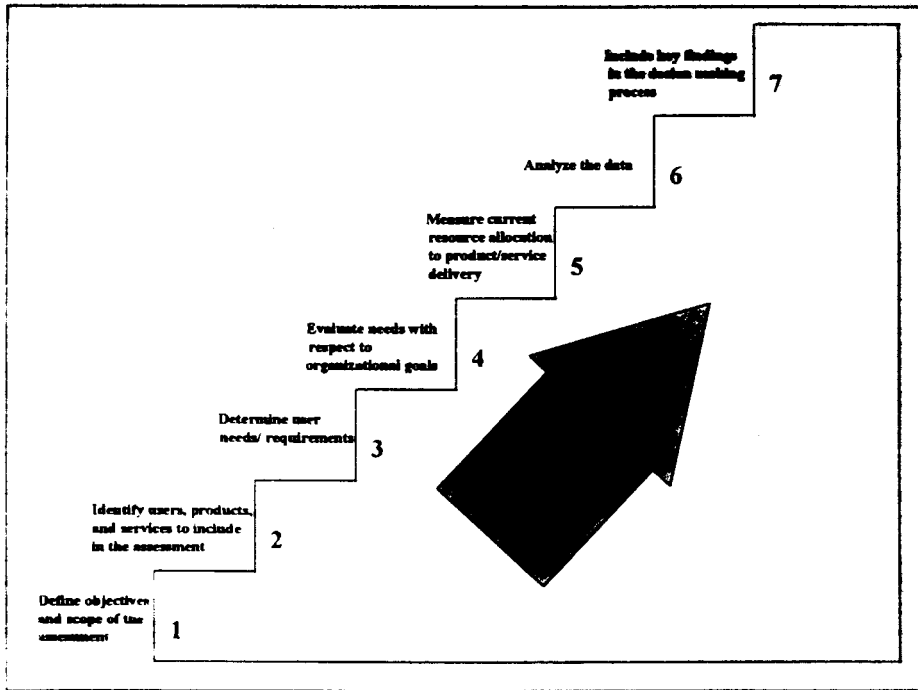 Include key findings
in the making
process
7
Analyze the data
6
Measure current
resource allocation
to product/service
delivery
5
Evaluate needs with
respect to
organizational goals
4
Determine user
needs/ requirements
3
Identify users, products,
and services to include
in the assessment
2
Define objectives
and scope of the
assessment
1